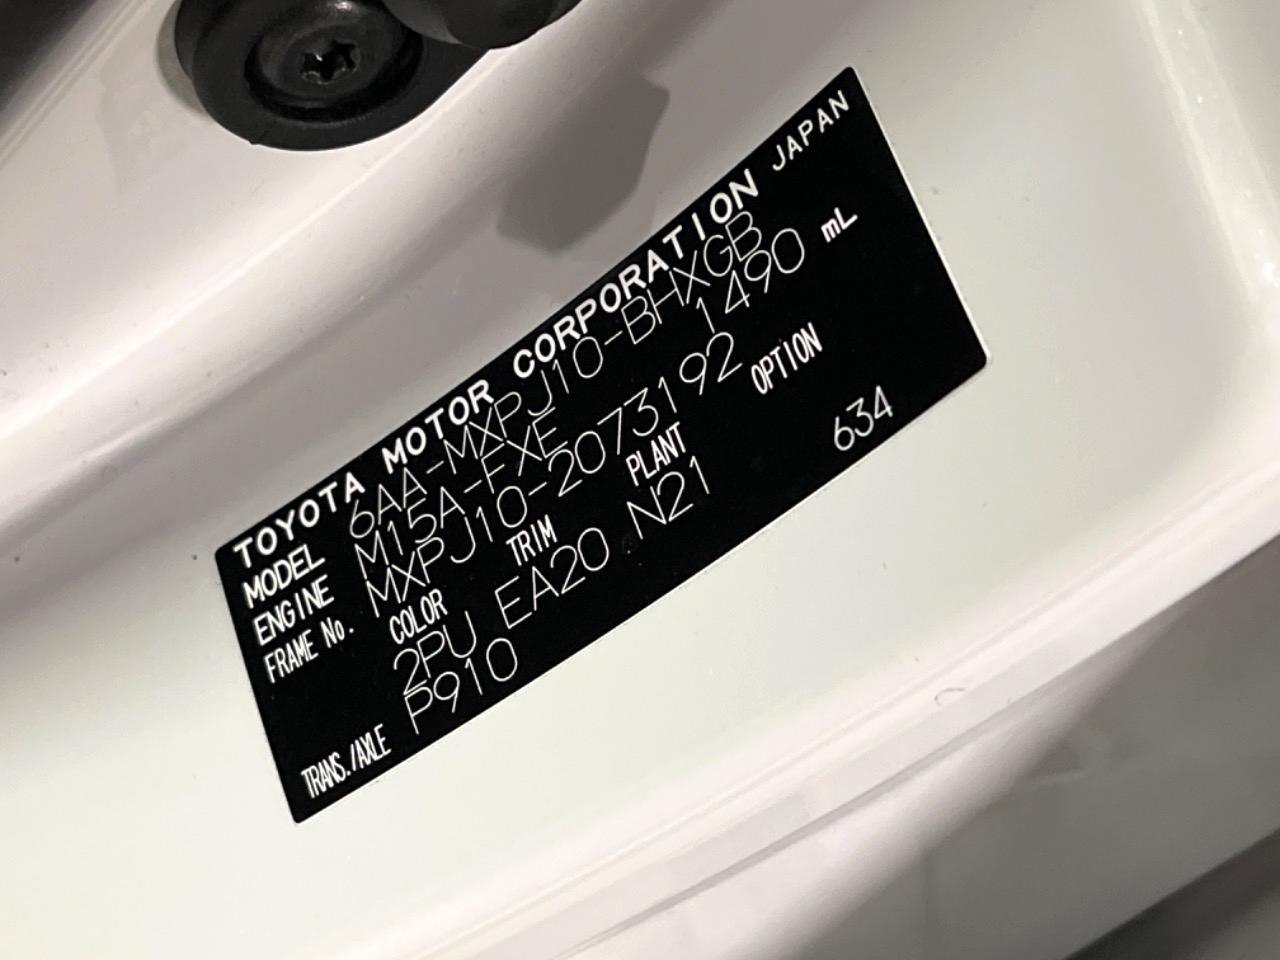 TOYOTA MOTOR CORPORATION JAPAN
MODEL 6AA-MXPJ10-BHXGB
ENGINE M15A-FXE 1490 mL
FRAME No. MXPJ10-2073192
COLOR TRIM PLANT OPTION
2PU EA20 N21 634
TRANS./AXLE P910